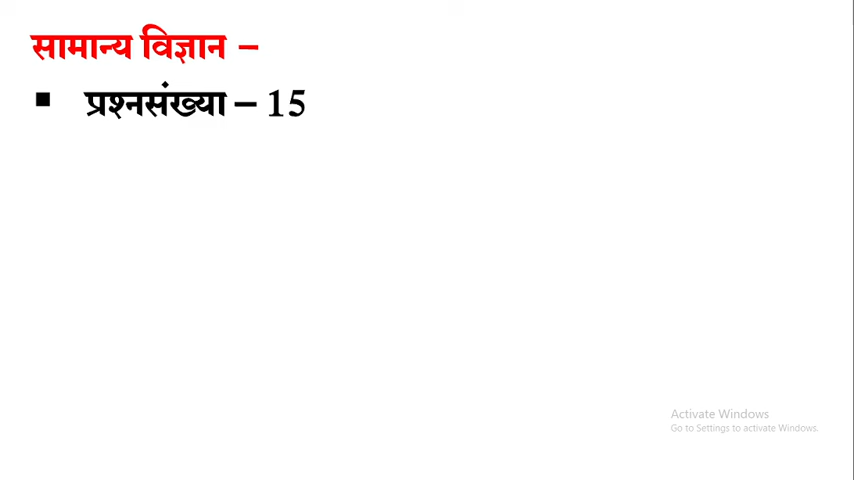 सामान्य विज्ञान –
▪ प्रश्नसंख्या – 15
Activate Windows
Go to Settings to activate Windows.